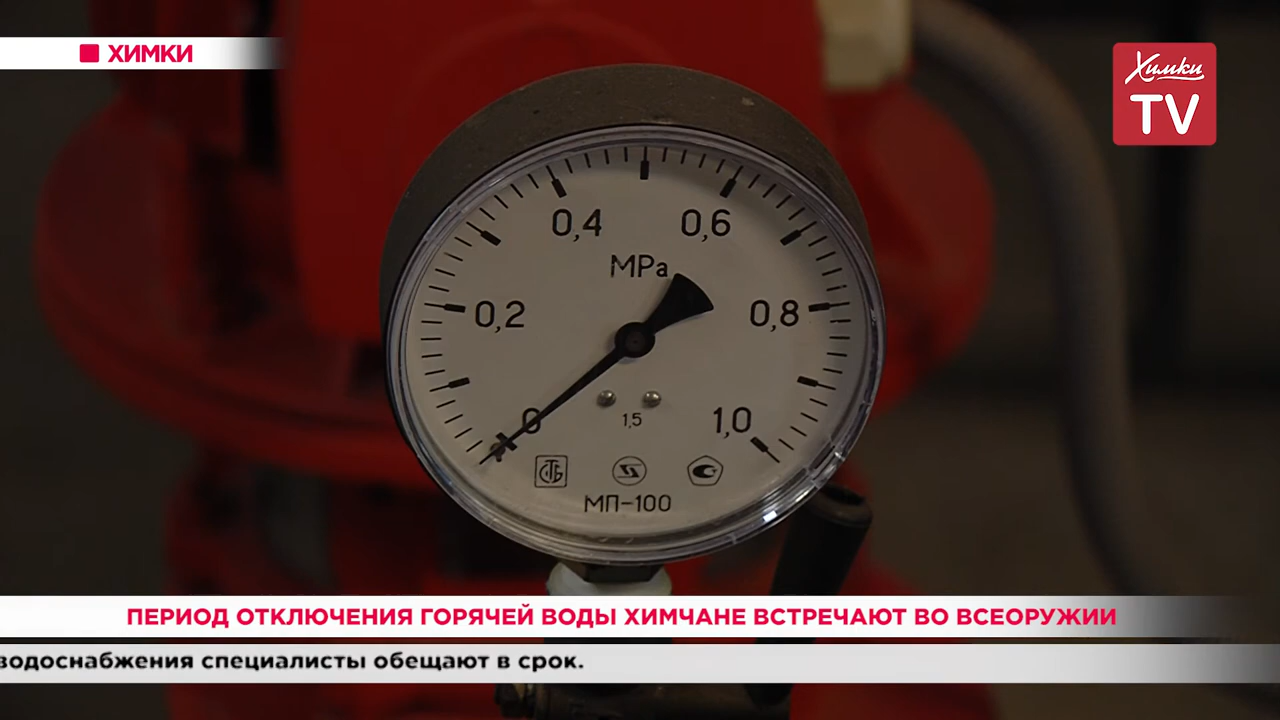 ХИМКИ
Химки
TV
0,4
0,6
MPa
0,2
0,8
0
1,5
1,0
СТБ
МП-100
ПЕРИОД ОТКЛЮЧЕНИЯ ГОРЯЧЕЙ ВОДЫ ХИМЧАНЕ ВСТРЕЧАЮТ ВО ВСЕОРУЖИИ
водоснабжения специалисты обещают в срок.